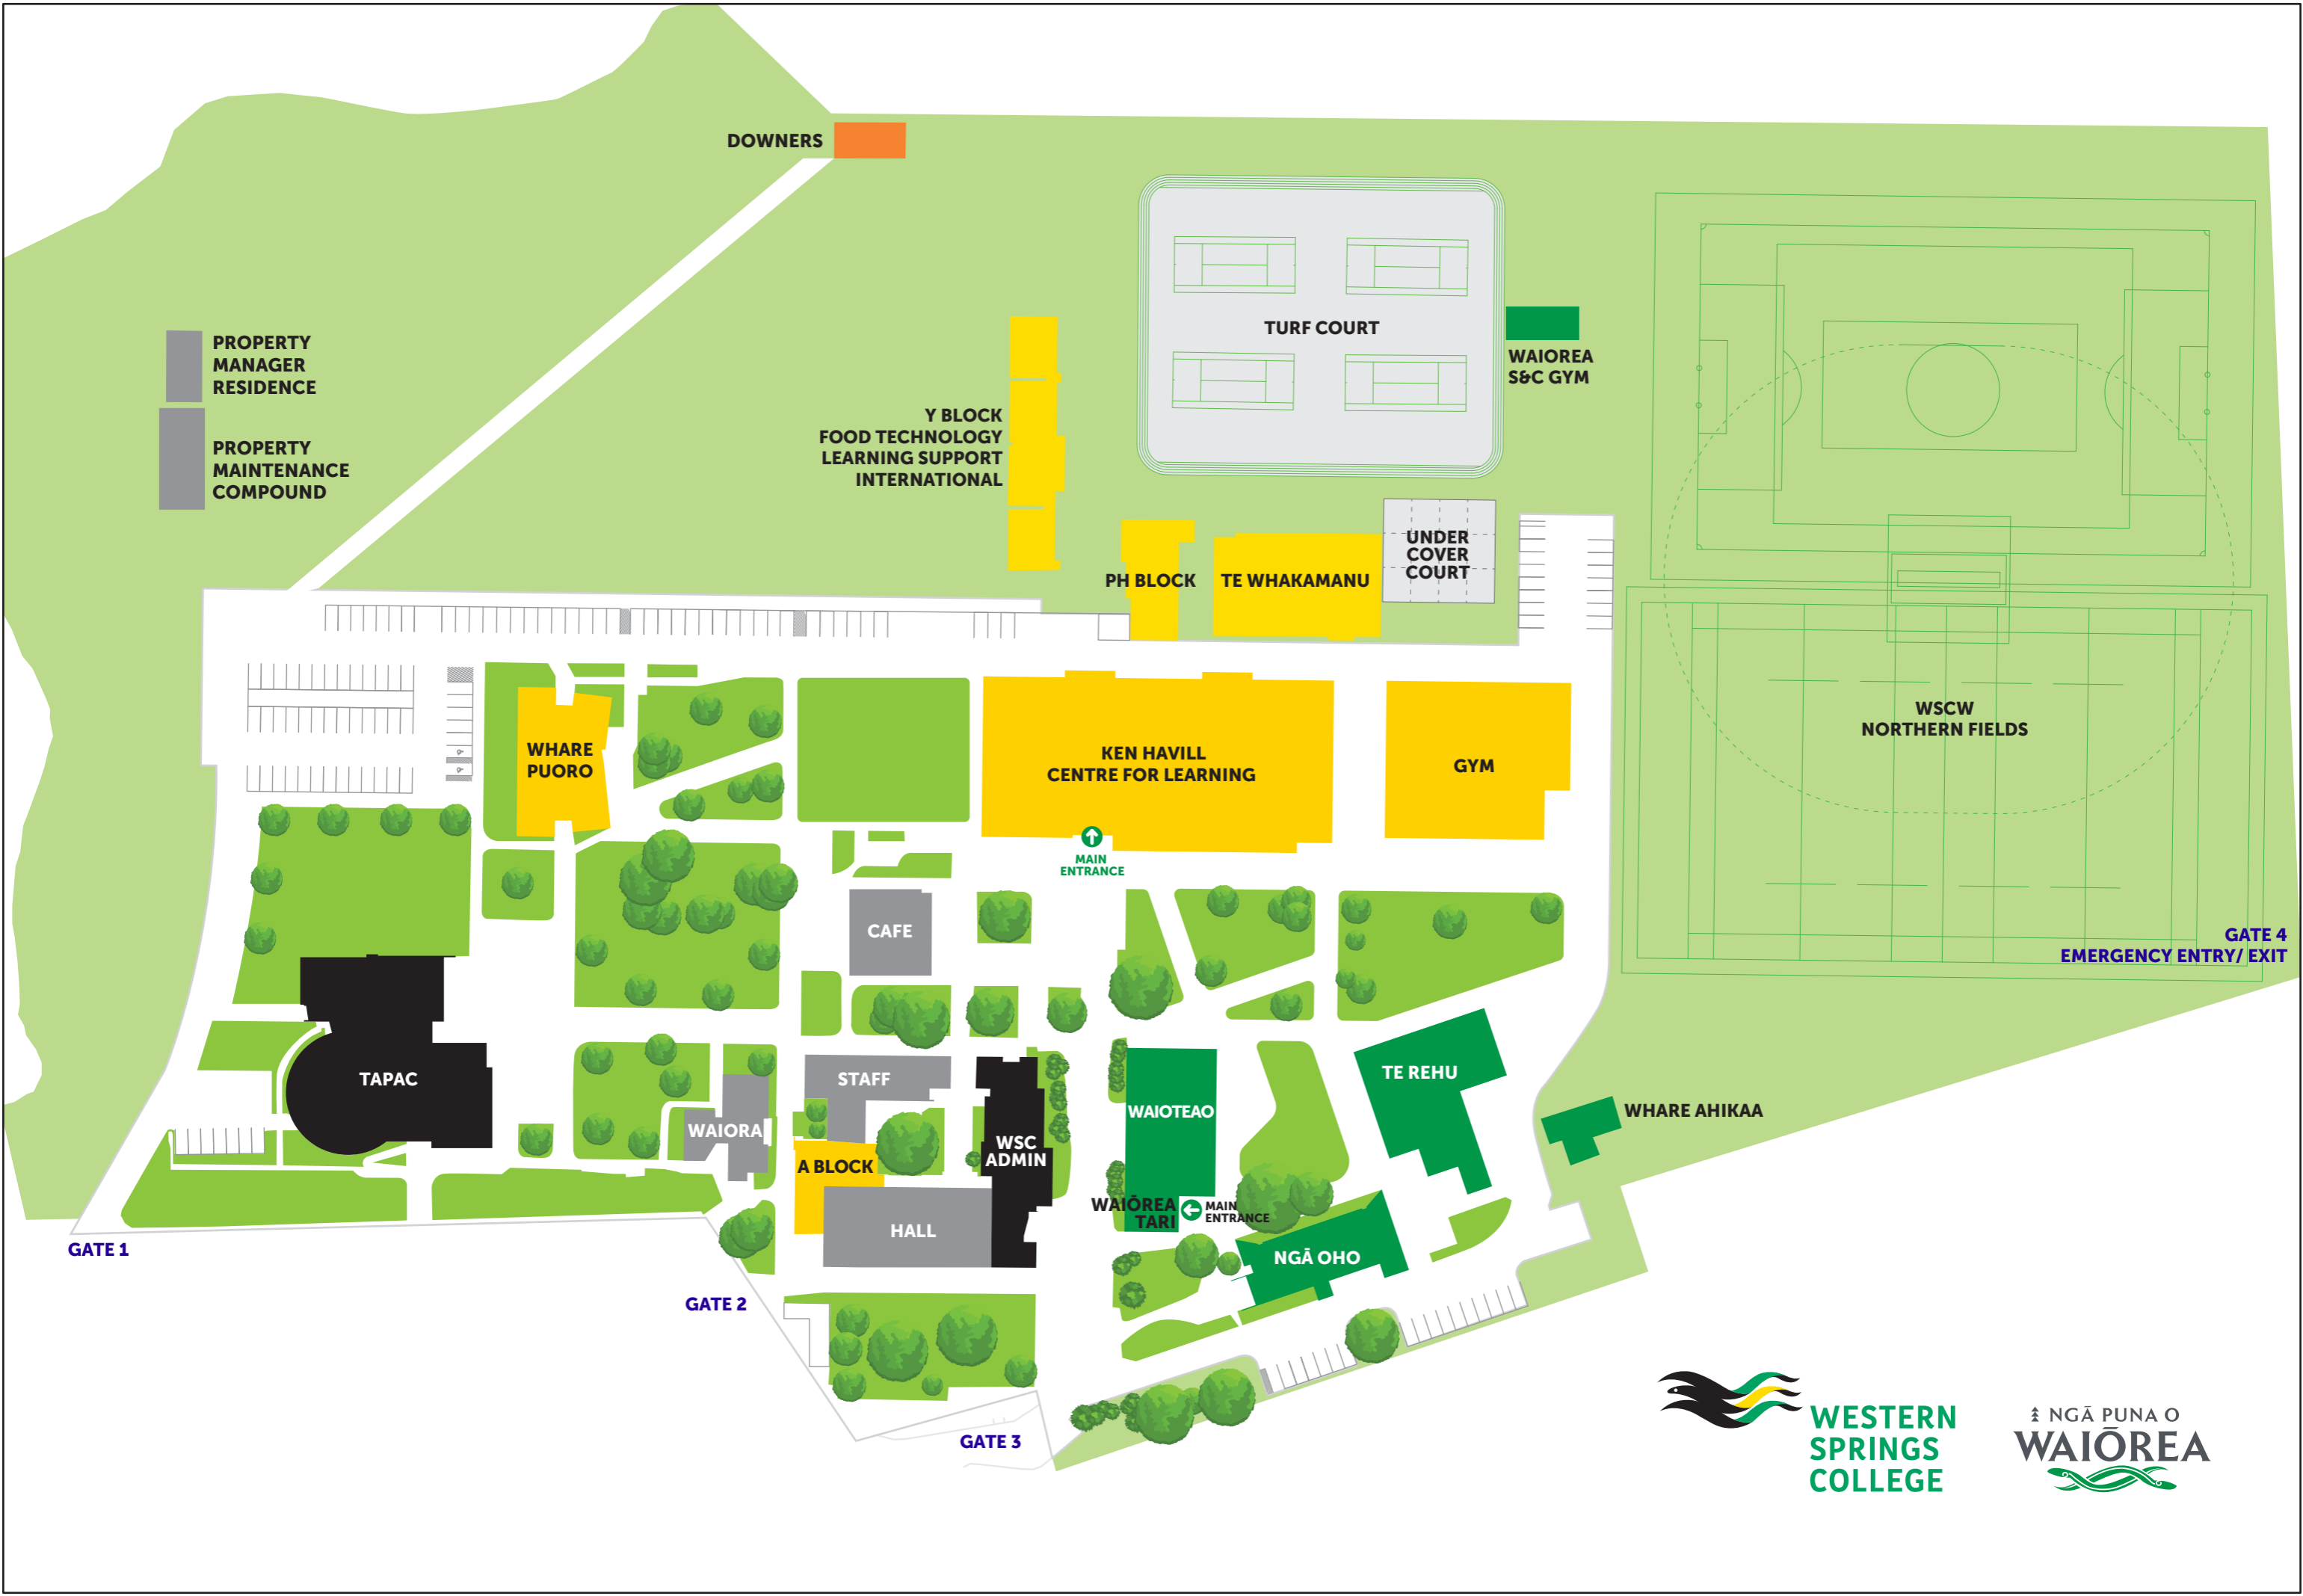 DOWNERS
PROPERTY
MANAGER
RESIDENCE
PROPERTY
MAINTENANCE
COMPOUND
TURF COURT
WAIOREA
S&C GYM
Y BLOCK
FOOD TECHNOLOGY
LEARNING SUPPORT
INTERNATIONAL
UNDER
COVER
COURT
PH BLOCK
TE WHAKAMANU
WHARE
PUORO
KEN HAVILL
CENTRE FOR LEARNING
GYM
WSCW
NORTHERN FIELDS
MAIN
ENTRANCE
CAFE
GATE 4
EMERGENCY ENTRY/ EXIT
TAPAC
STAFF
WAIORA
A BLOCK
WSC
ADMIN
HALL
WAIOTEAO
TE REHU
WHARE AHIKAA
WAIŌREA
TARI
MAIN
ENTRANCE
NGĀ OHO
GATE 1
GATE 2
GATE 3
WESTERN
SPRINGS
COLLEGE
NGĀ PUNA O
WAIŌREA